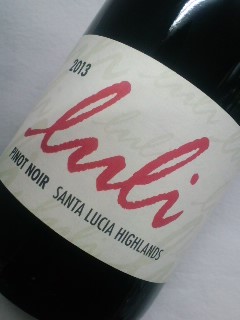 2013
luli
PINOT NOIR SANTA LUCIA HIGHLANDS